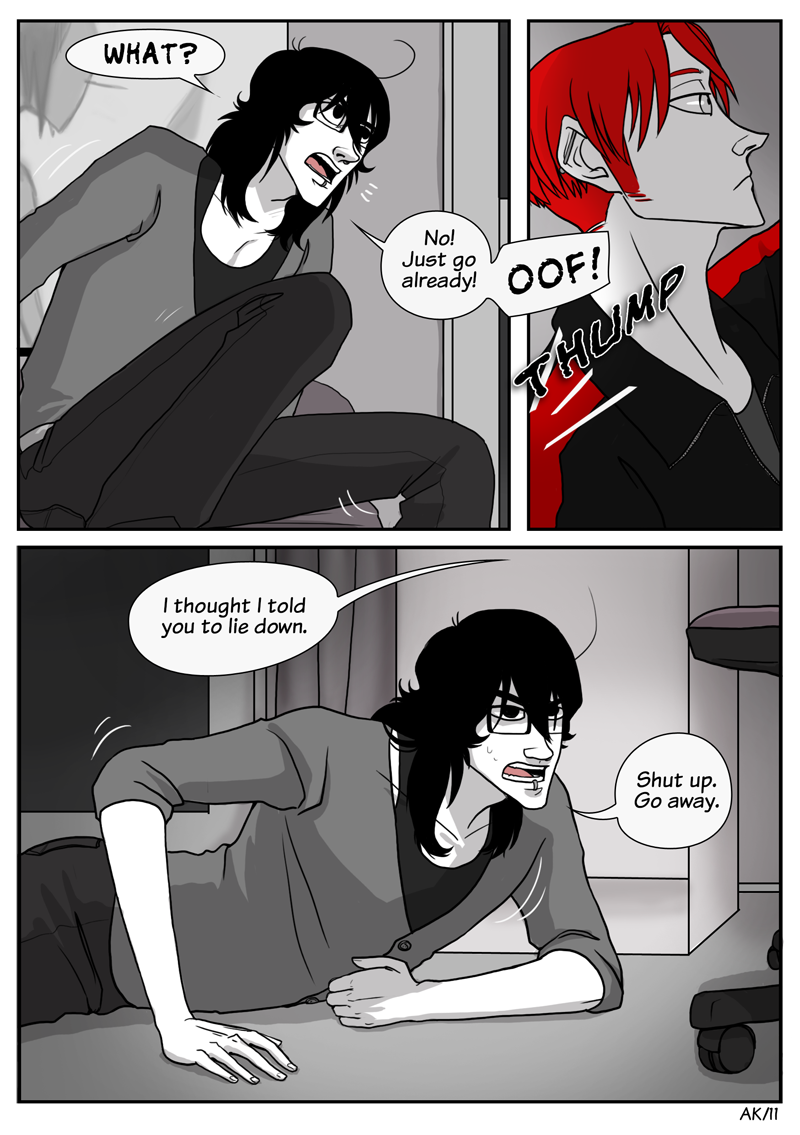 WHAT?
No!
Just go
already!
OOF!
THUMP
I thought I told
you to lie down.
Shut up.
Go away.
AK/11